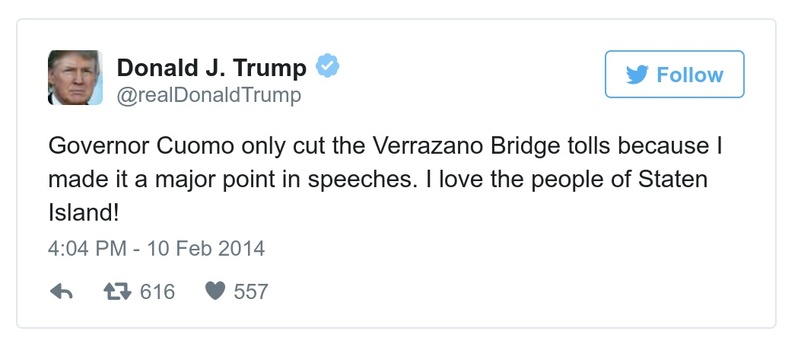 Donald J. Trump
@realDonaldTrump
Follow
Governor Cuomo only cut the Verrazano Bridge tolls because I
made it a major point in speeches. I love the people of Staten
Island!
4:04 PM - 10 Feb 2014
616 557